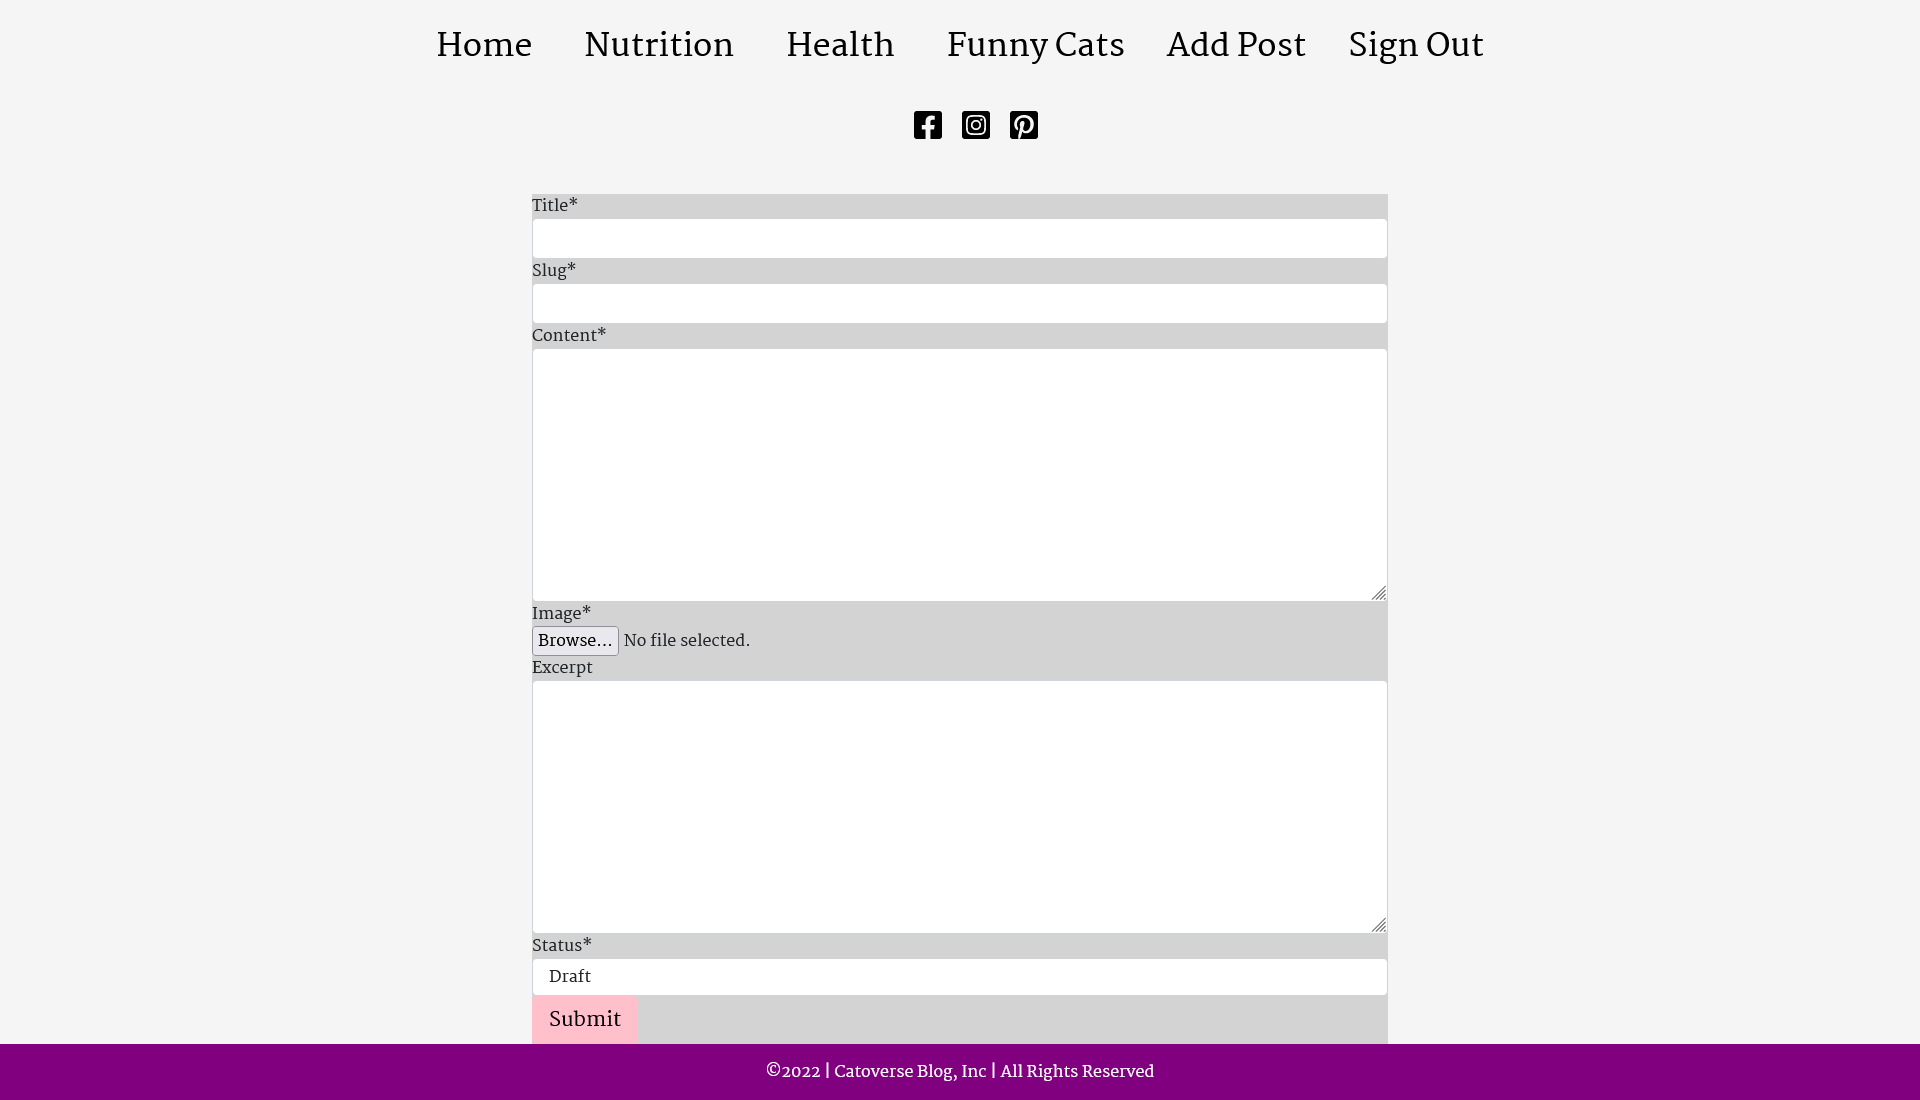 Home Nutrition Health Funny Cats Add Post Sign Out
Title*
Slug*
Content*
Image*
Browse... No file selected.
Excerpt
Status*
Draft
Submit
©2022 | Catoverse Blog, Inc | All Rights Reserved